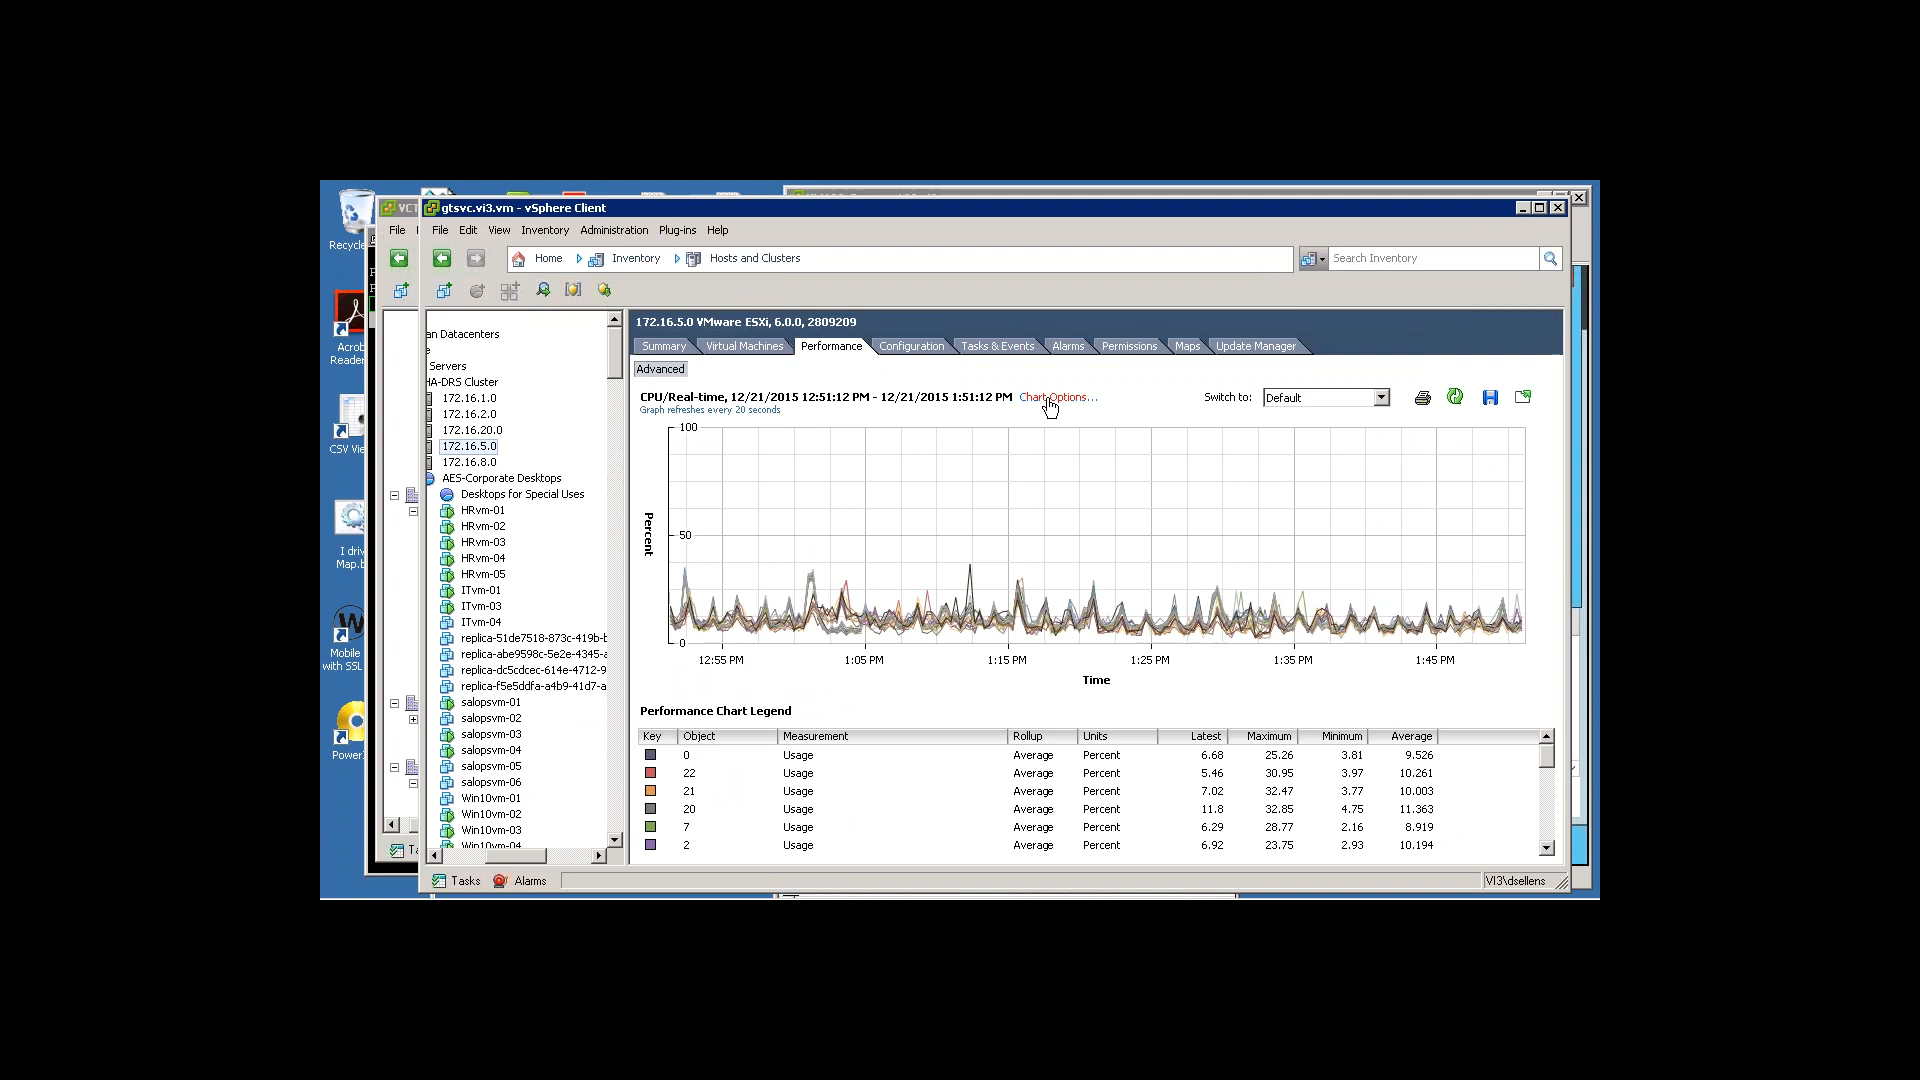 Recycle
Acrob
Reader
CSV Vie
I driv
Map.b
W
Mobile
with SSL
Power
VCT
gtsvc.vi3.vm - vSphere Client
File
File Edit View Inventory Administration Plug-ins Help
Home Inventory Hosts and Clusters
Search Inventory
an Datacenters
e
Servers
HA-DRS Cluster
172.16.1.0
172.16.2.0
172.16.20.0
172.16.5.0
172.16.8.0
AES-Corporate Desktops
Desktops for Special Uses
HRvm-01
HRvm-02
HRvm-03
HRvm-04
HRvm-05
ITvm-01
ITvm-03
ITvm-04
replica-51de7518-873c-419b-b
replica-abe9598c-5e2e-4345-a
replica-dc5cdcec-614e-4712-9
replica-f5e5ddfa-a4b9-41d7-a
salopsvm-01
salopsvm-02
salopsvm-03
salopsvm-04
salopsvm-05
salopsvm-06
Win10vm-01
Win10vm-02
Win10vm-03
Win10vm-04
172.16.5.0 VMware ESXi, 6.0.0, 2809209
Summary Virtual Machines Performance Configuration Tasks & Events Alarms Permissions Maps Update Manager
Advanced
CPU/Real-time, 12/21/2015 12:51:12 PM - 12/21/2015 1:51:12 PM Chart Options...
Switch to: Default
Graph refreshes every 20 seconds
100
50
0
Percent
12:55 PM 1:05 PM 1:15 PM 1:25 PM 1:35 PM 1:45 PM
Time
Performance Chart Legend
Key Object Measurement Rollup Units Latest Maximum Minimum Average
0 Usage Average Percent 6.68 25.26 3.81 9.526
22 Usage Average Percent 5.46 30.95 3.97 10.261
21 Usage Average Percent 7.02 32.47 3.77 10.003
20 Usage Average Percent 11.8 32.85 4.75 11.363
7 Usage Average Percent 6.29 28.77 2.16 8.919
2 Usage Average Percent 6.92 23.75 2.93 10.194
Ta
Tasks Alarms
VI3\dsellens